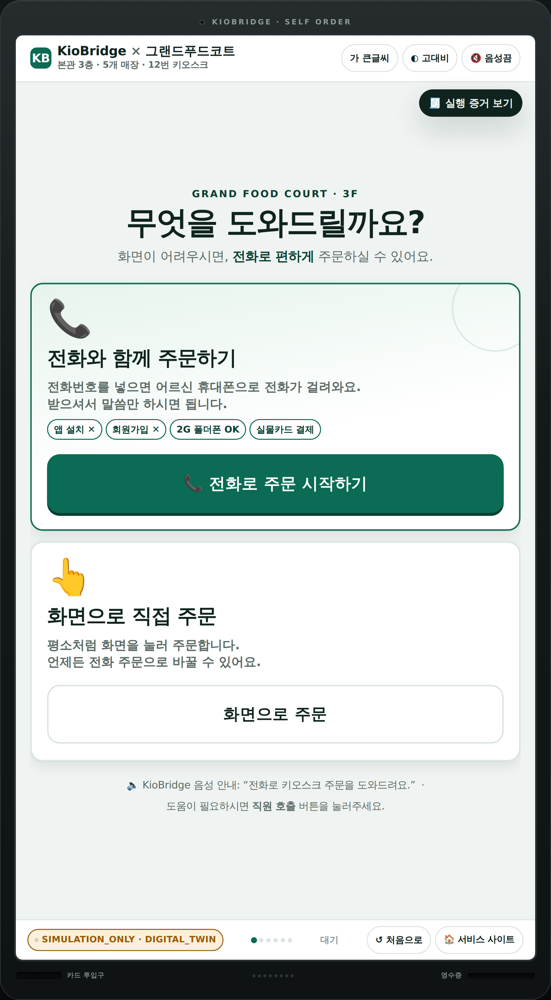 KIOBRIDGE · SELF ORDER
KB
KioBridge × 그랜드푸드코트
본관 3층 · 5개 매장 · 12번 키오스크
가 큰글씨
고대비
음성끔
실행 증거 보기
GRAND FOOD COURT · 3F
무엇을 도와드릴까요?
화면이 어려우시면, 전화로 편하게 주문하실 수 있어요.
전화와 함께 주문하기
전화번호를 넣으면 어르신 휴대폰으로 전화가 걸려와요.
받으셔서 말씀만 하시면 됩니다.
앱 설치 ✕
회원가입 ✕
2G 폴더폰 OK
실물카드 결제
전화로 주문 시작하기
화면으로 직접 주문
평소처럼 화면을 눌러 주문합니다.
언제든 전화 주문으로 바꿀 수 있어요.
화면으로 주문
KioBridge 음성 안내: “전화로 키오스크 주문을 도와드려요.” ·
도움이 필요하시면 직원 호출 버튼을 눌러주세요.
SIMULATION_ONLY · DIGITAL_TWIN
대기
↺ 처음으로
서비스 사이트
카드 투입구
영수증